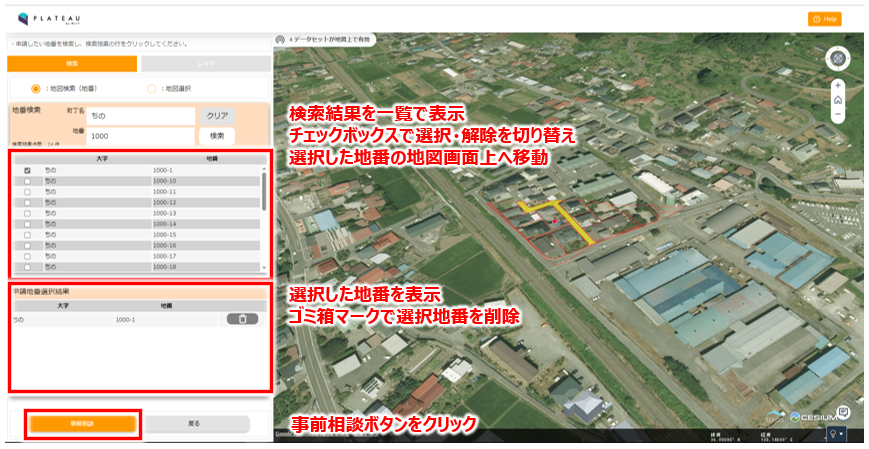 PLATEAU
by MLIT
Help
・申請したい地番を検索し、検索結果の行をクリックしてください。
4 データセットが地図上で有効
検索
レイヤ
：地図検索（地番）
：地図選択
地番検索
町丁名
ちの
クリア
地番
1000
検索
検索結果件数：14 件
大字 地番
ちの 1000-1
ちの 1000-10
ちの 1000-11
ちの 1000-12
ちの 1000-13
ちの 1000-14
ちの 1000-15
ちの 1000-16
ちの 1000-17
ちの 1000-18
検索結果を一覧で表示
チェックボックスで選択・解除を切り替え
選択した地番の地図画面上へ移動
申請地番選択結果
大字 地番
ちの 1000-1
選択した地番を表示
ゴミ箱マークで選択地番を削除
事前相談
戻る
事前相談ボタンをクリック
CESIUM